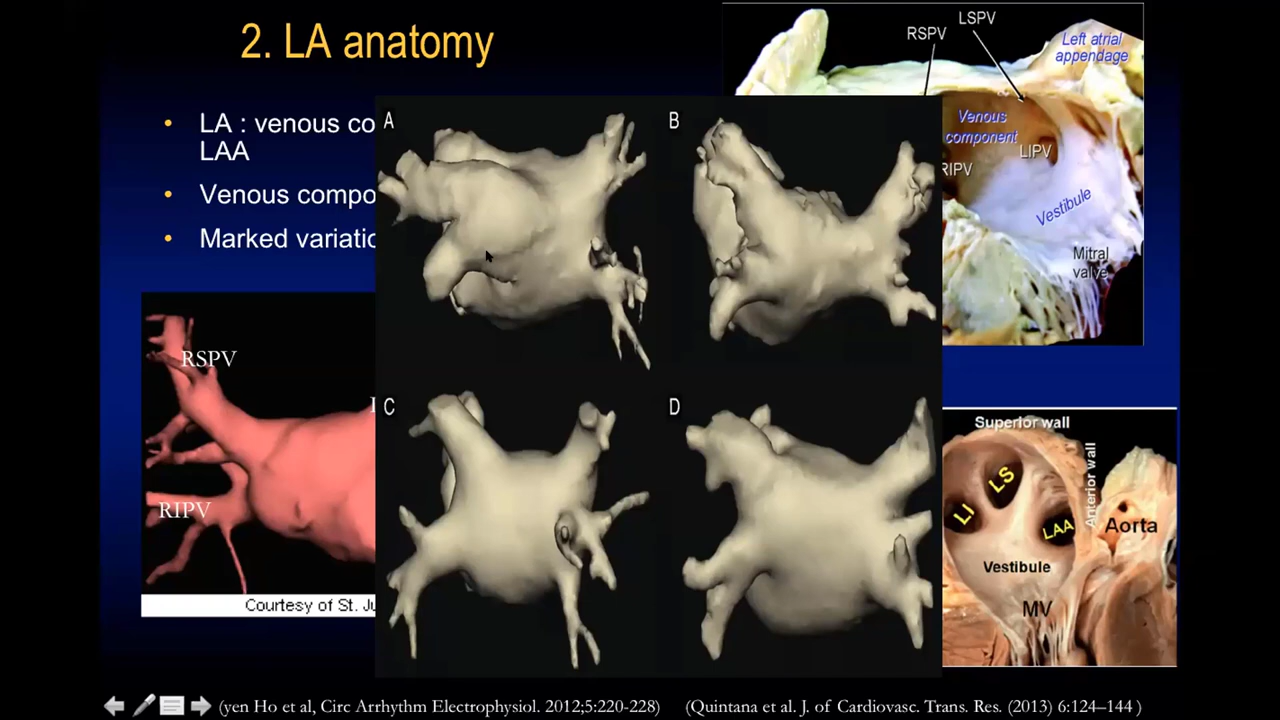 2. LA anatomy
• LA : venous co
LAA
• Venous compo
• Marked variatio
RSPV
LSPV
Left atrial
appendage
Venous
component
LIPV
RIPV
Vestibule
Mitral
valve
A
B
C
D
RSPV
RIPV
Courtesy of St. Ju
Superior wall
Anterior wall
LS
LI
LAA
Aorta
Vestibule
MV
(yen Ho et al, Circ Arrhythm Electrophysiol. 2012;5:220-228)
(Quintana et al. J. of Cardiovasc. Trans. Res. (2013) 6:124–144 )